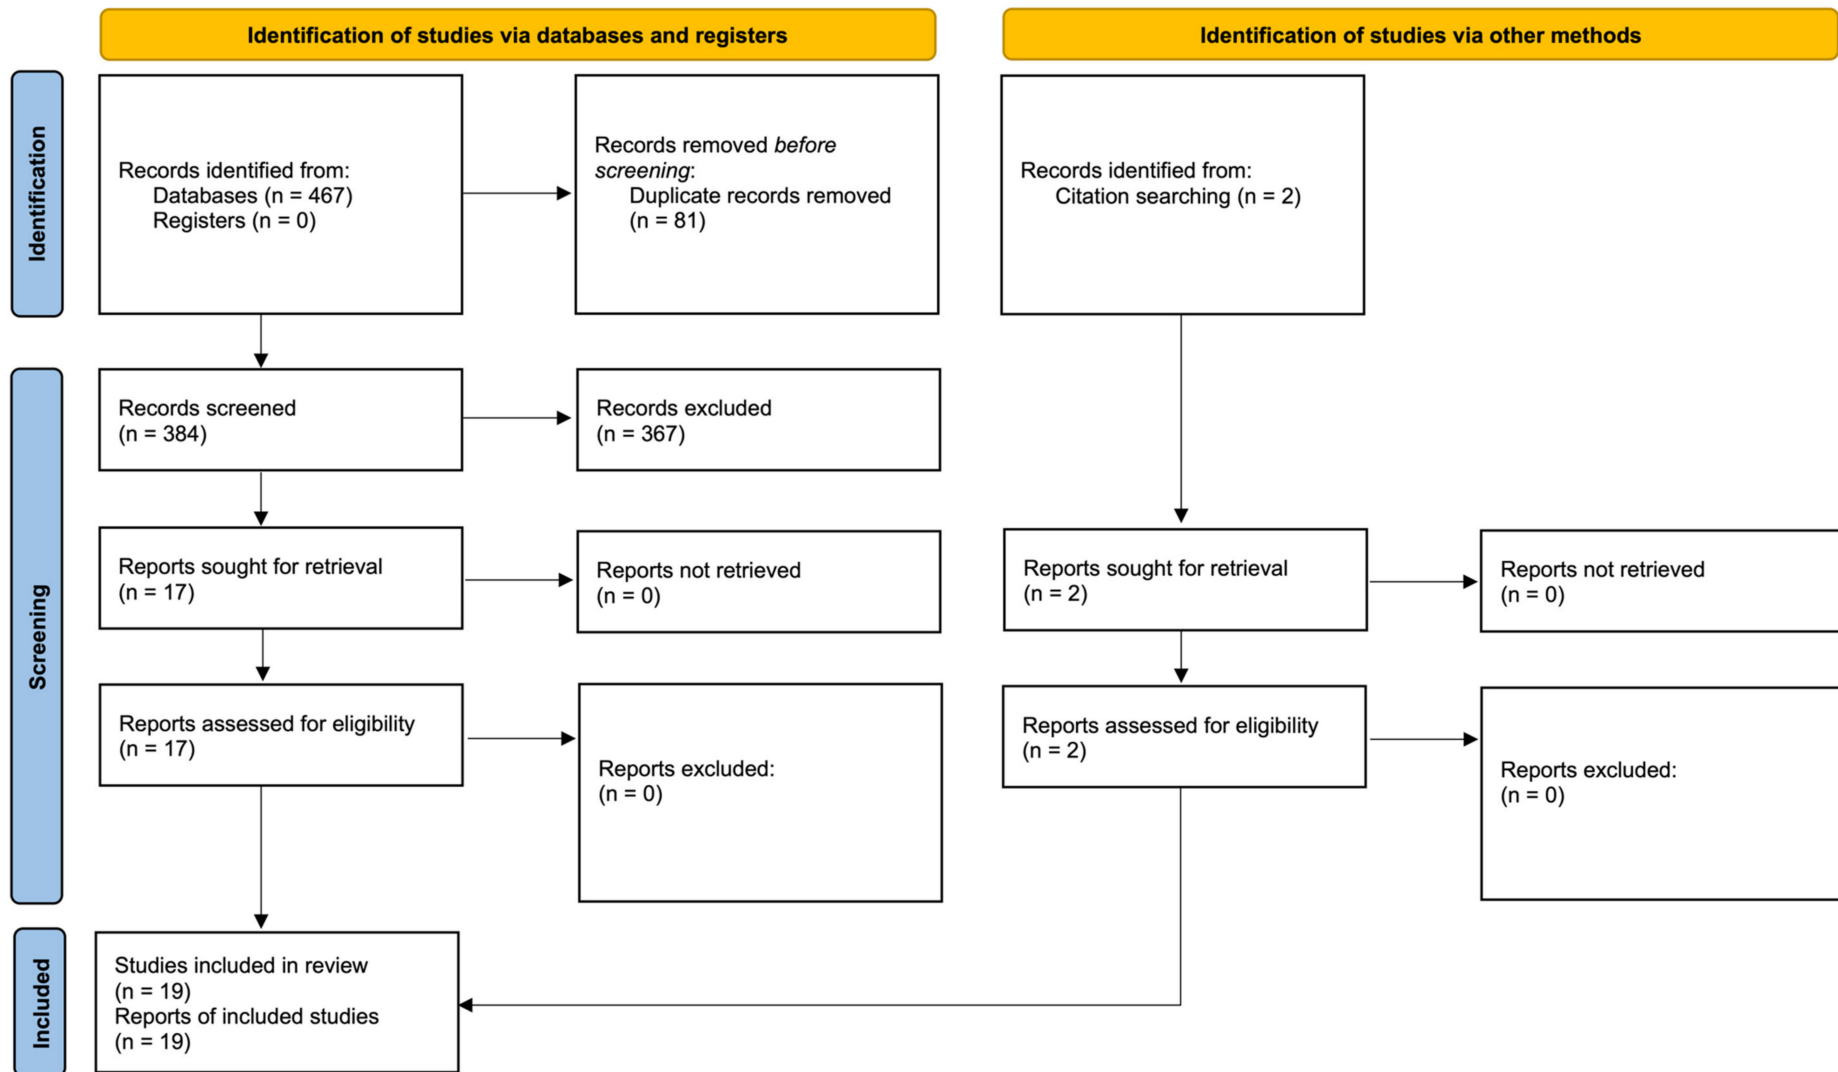 Identification of studies via databases and registers
Identification of studies via other methods
Identification
Records identified from:
Databases (n = 467)
Registers (n = 0)
Records removed before
screening:
Duplicate records removed
(n = 81)
Records identified from:
Citation searching (n = 2)
Screening
Records screened
(n = 384)
Records excluded
(n = 367)
Reports sought for retrieval
(n = 17)
Reports not retrieved
(n = 0)
Reports sought for retrieval
(n = 2)
Reports not retrieved
(n = 0)
Reports assessed for eligibility
(n = 17)
Reports excluded:
(n = 0)
Reports assessed for eligibility
(n = 2)
Reports excluded:
(n = 0)
Included
Studies included in review
(n = 19)
Reports of included studies
(n = 19)